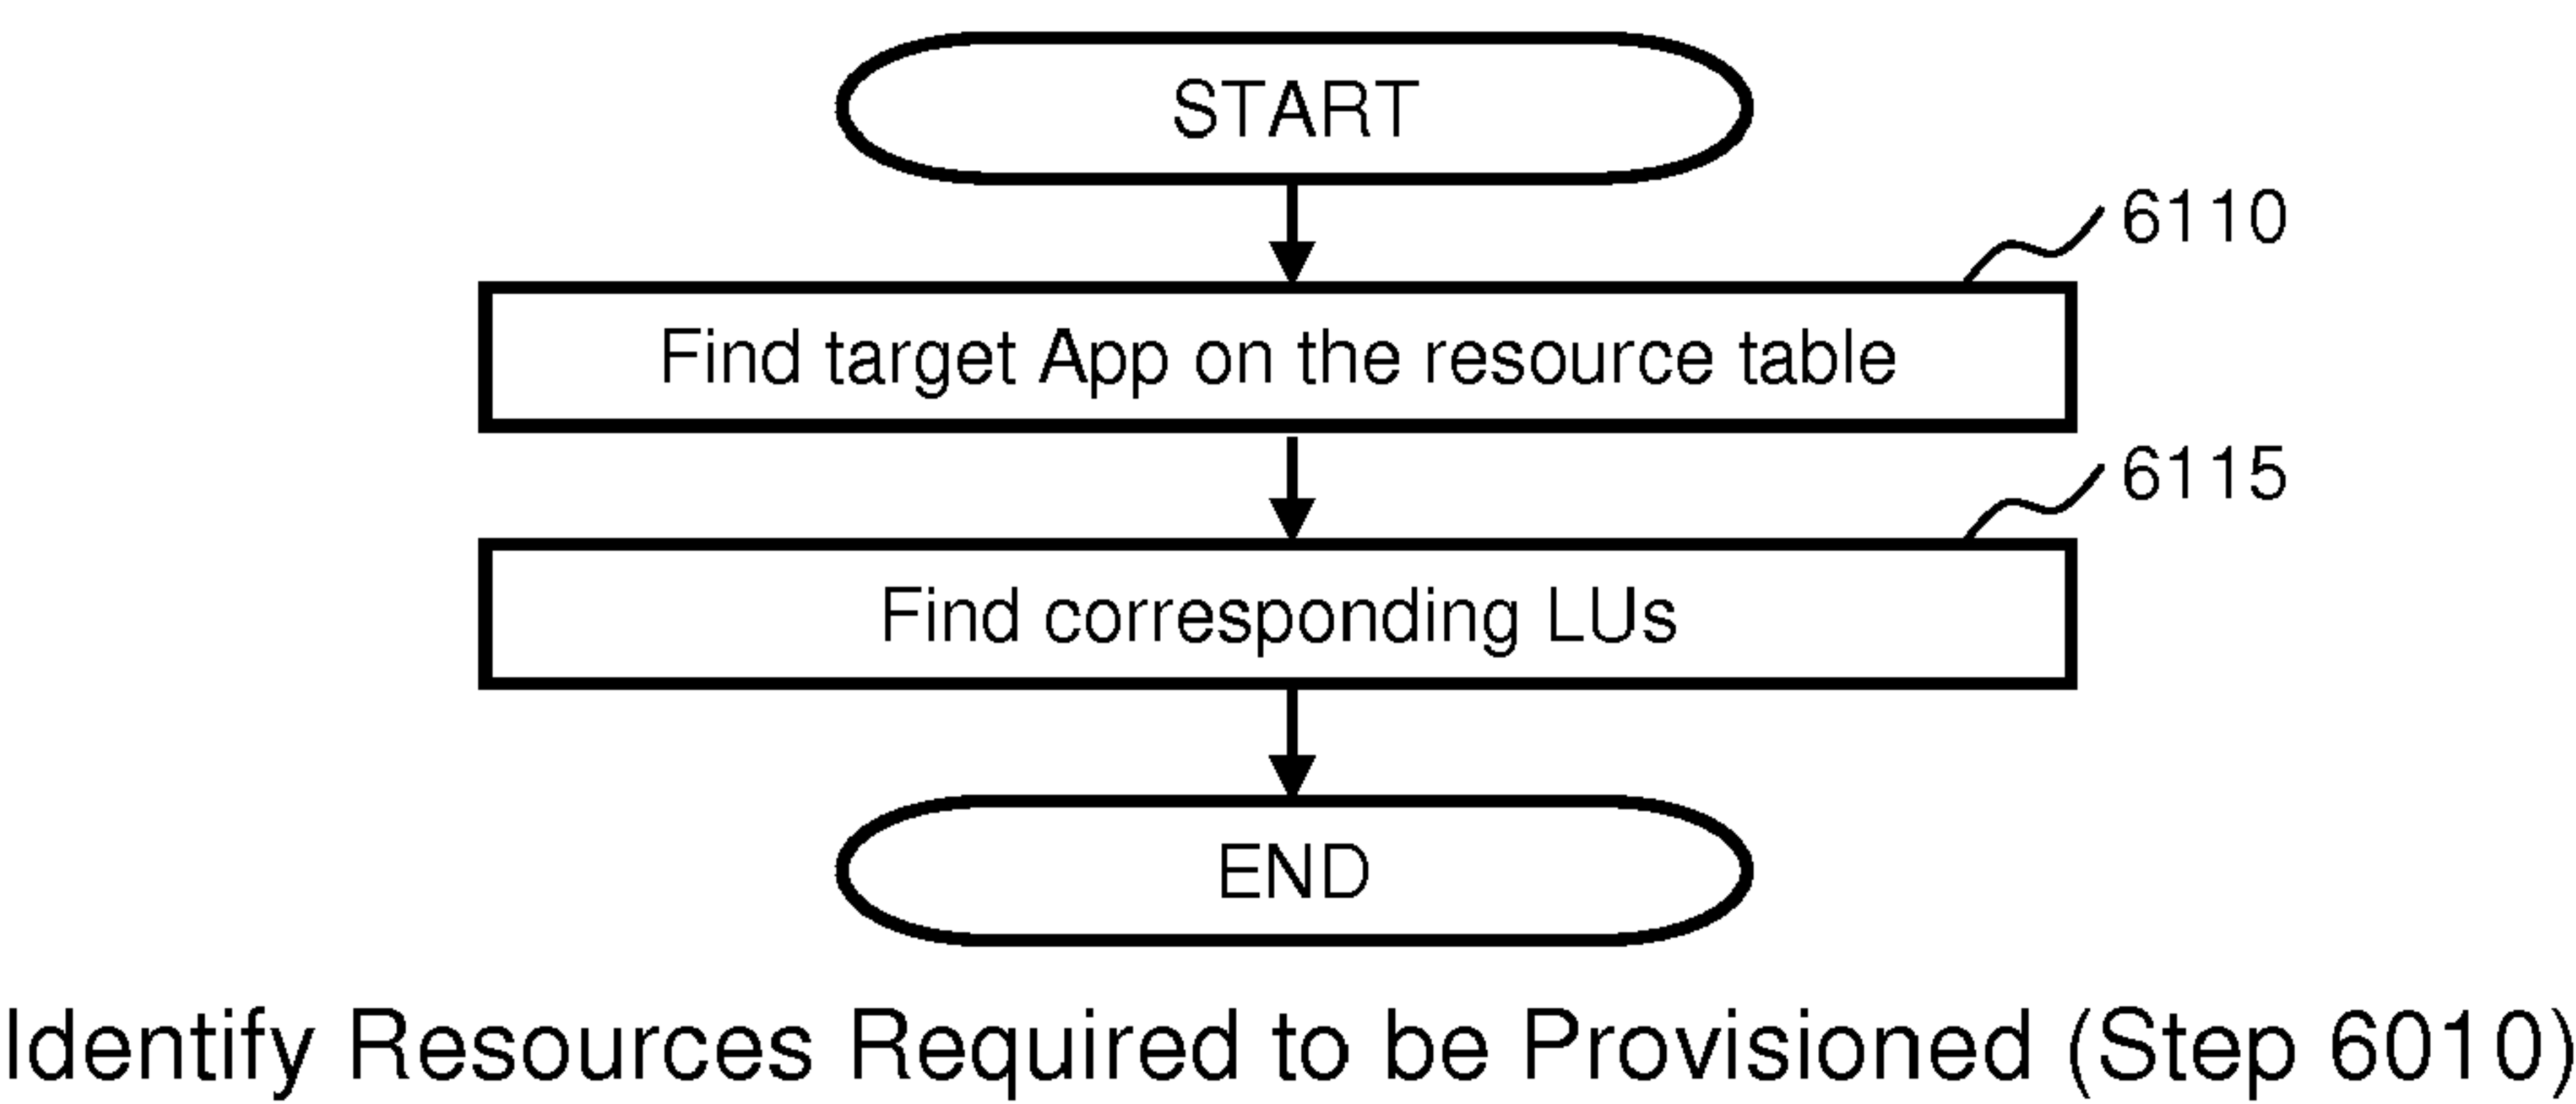 START
6110
Find target App on the resource table
6115
Find corresponding LUs
END
Identify Resources Required to be Provisioned (Step 6010)